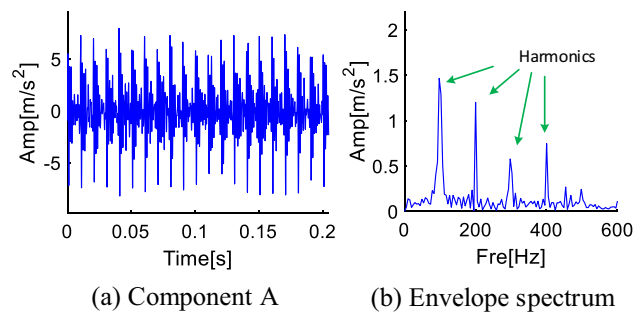 Amp[m/s²]
5
0
-5
0
0.05
0.1
0.15
0.2
Time[s]
(a) Component A
Harmonics
Amp[m/s²]
2
1.5
1
0.5
0
0
200
400
600
Fre[Hz]
(b) Envelope spectrum